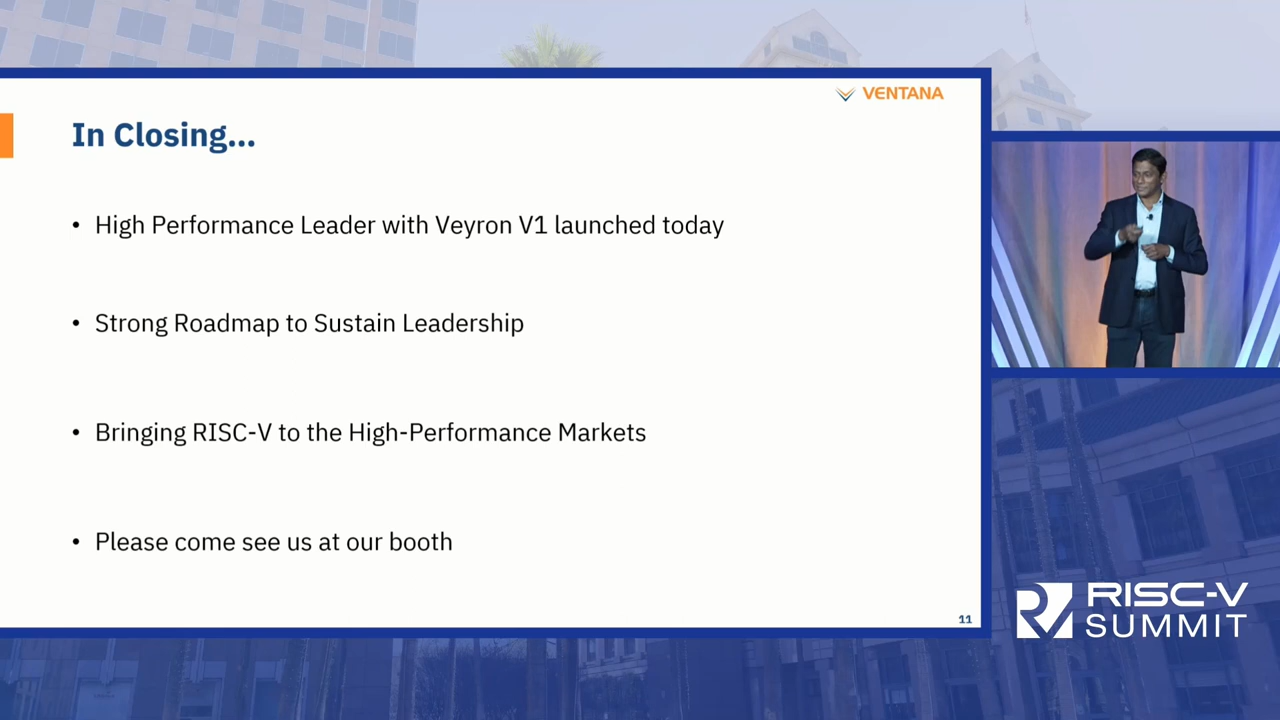 VENTANA
In Closing...
• High Performance Leader with Veyron V1 launched today
• Strong Roadmap to Sustain Leadership
• Bringing RISC-V to the High-Performance Markets
• Please come see us at our booth
11
RISC-V
SUMMIT